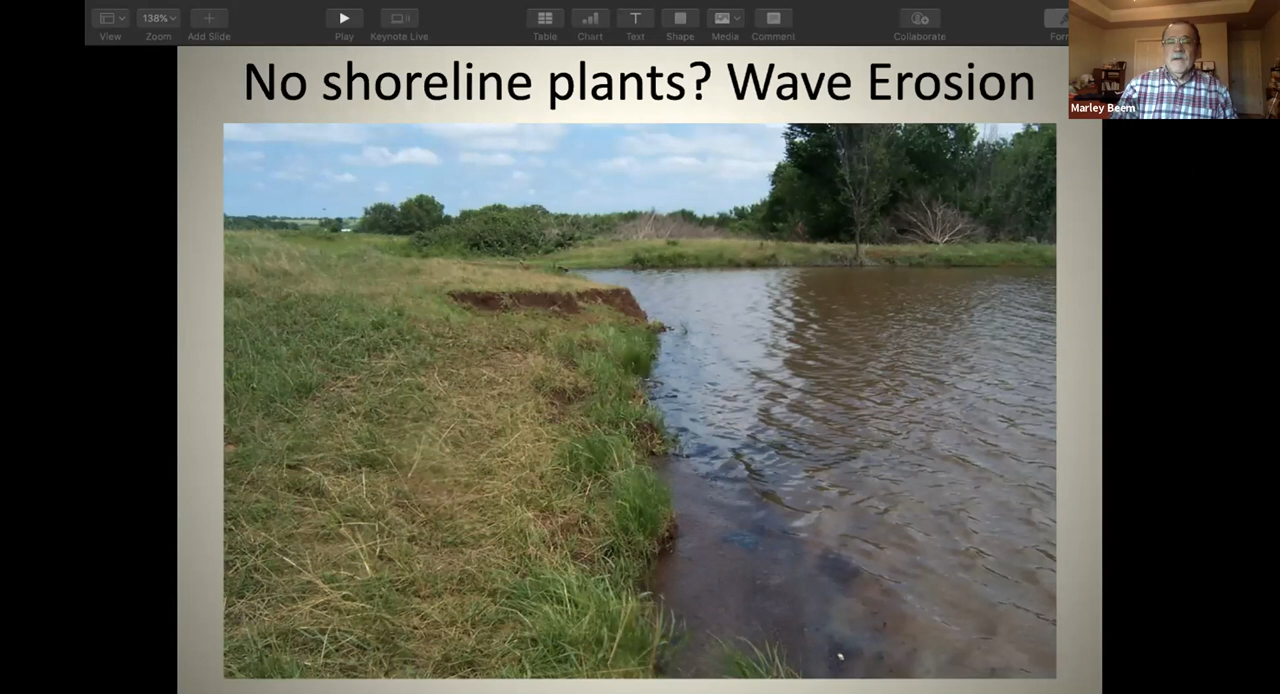 View
138%
Zoom
Add Slide
Play
Keynote Live
Table
Chart
T
Text
Shape
Media
Comment
Collaborate
Form
Marley Beem
No shoreline plants? Wave Erosion